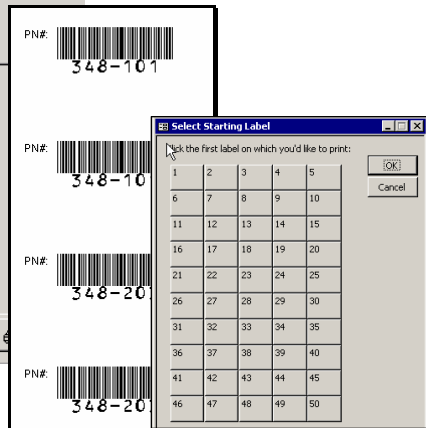 PN#:
348-101
PN#:
348-10
PN#:
348-20
PN#:
348-20
Select Starting Label
the first label on which you'd like to print:
OK
Cancel
1 2 3 4 5
6 7 8 9 10
11 12 13 14 15
16 17 18 19 20
21 22 23 24 25
26 27 28 29 30
31 32 33 34 35
36 37 38 39 40
41 42 43 44 45
46 47 48 49 50